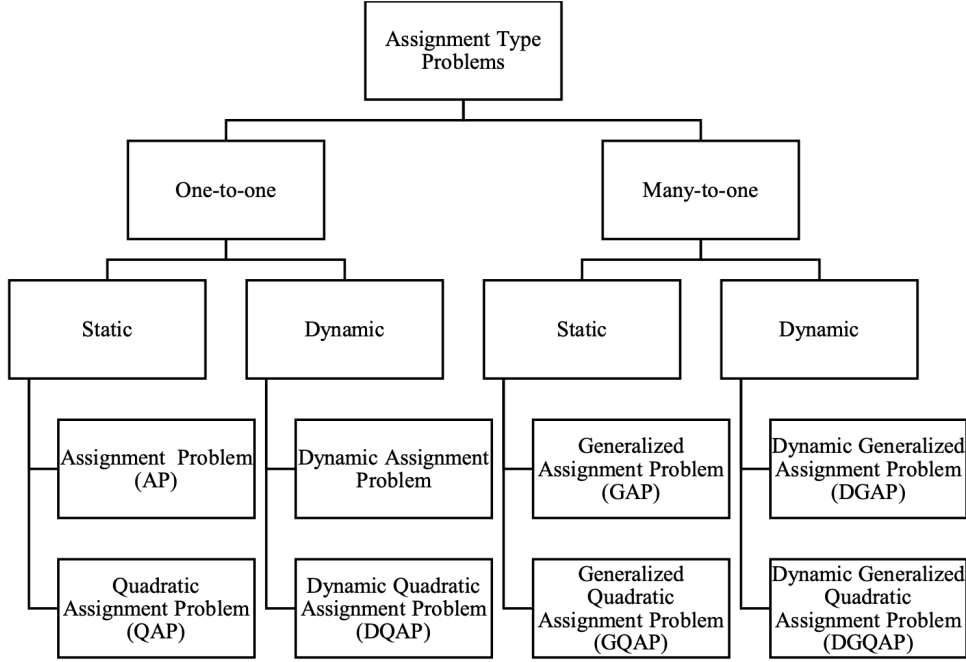 Assignment Type
Problems
One-to-one
Many-to-one
Static
Dynamic
Static
Dynamic
Assignment Problem
(AP)
Dynamic Assignment
Problem
Generalized
Assignment Problem
(GAP)
Dynamic Generalized
Assignment Problem
(DGAP)
Quadratic
Assignment Problem
(QAP)
Dynamic Quadratic
Assignment Problem
(DQAP)
Generalized
Quadratic
Assignment Problem
(GQAP)
Dynamic Generalized
Quadratic
Assignment Problem
(DGQAP)